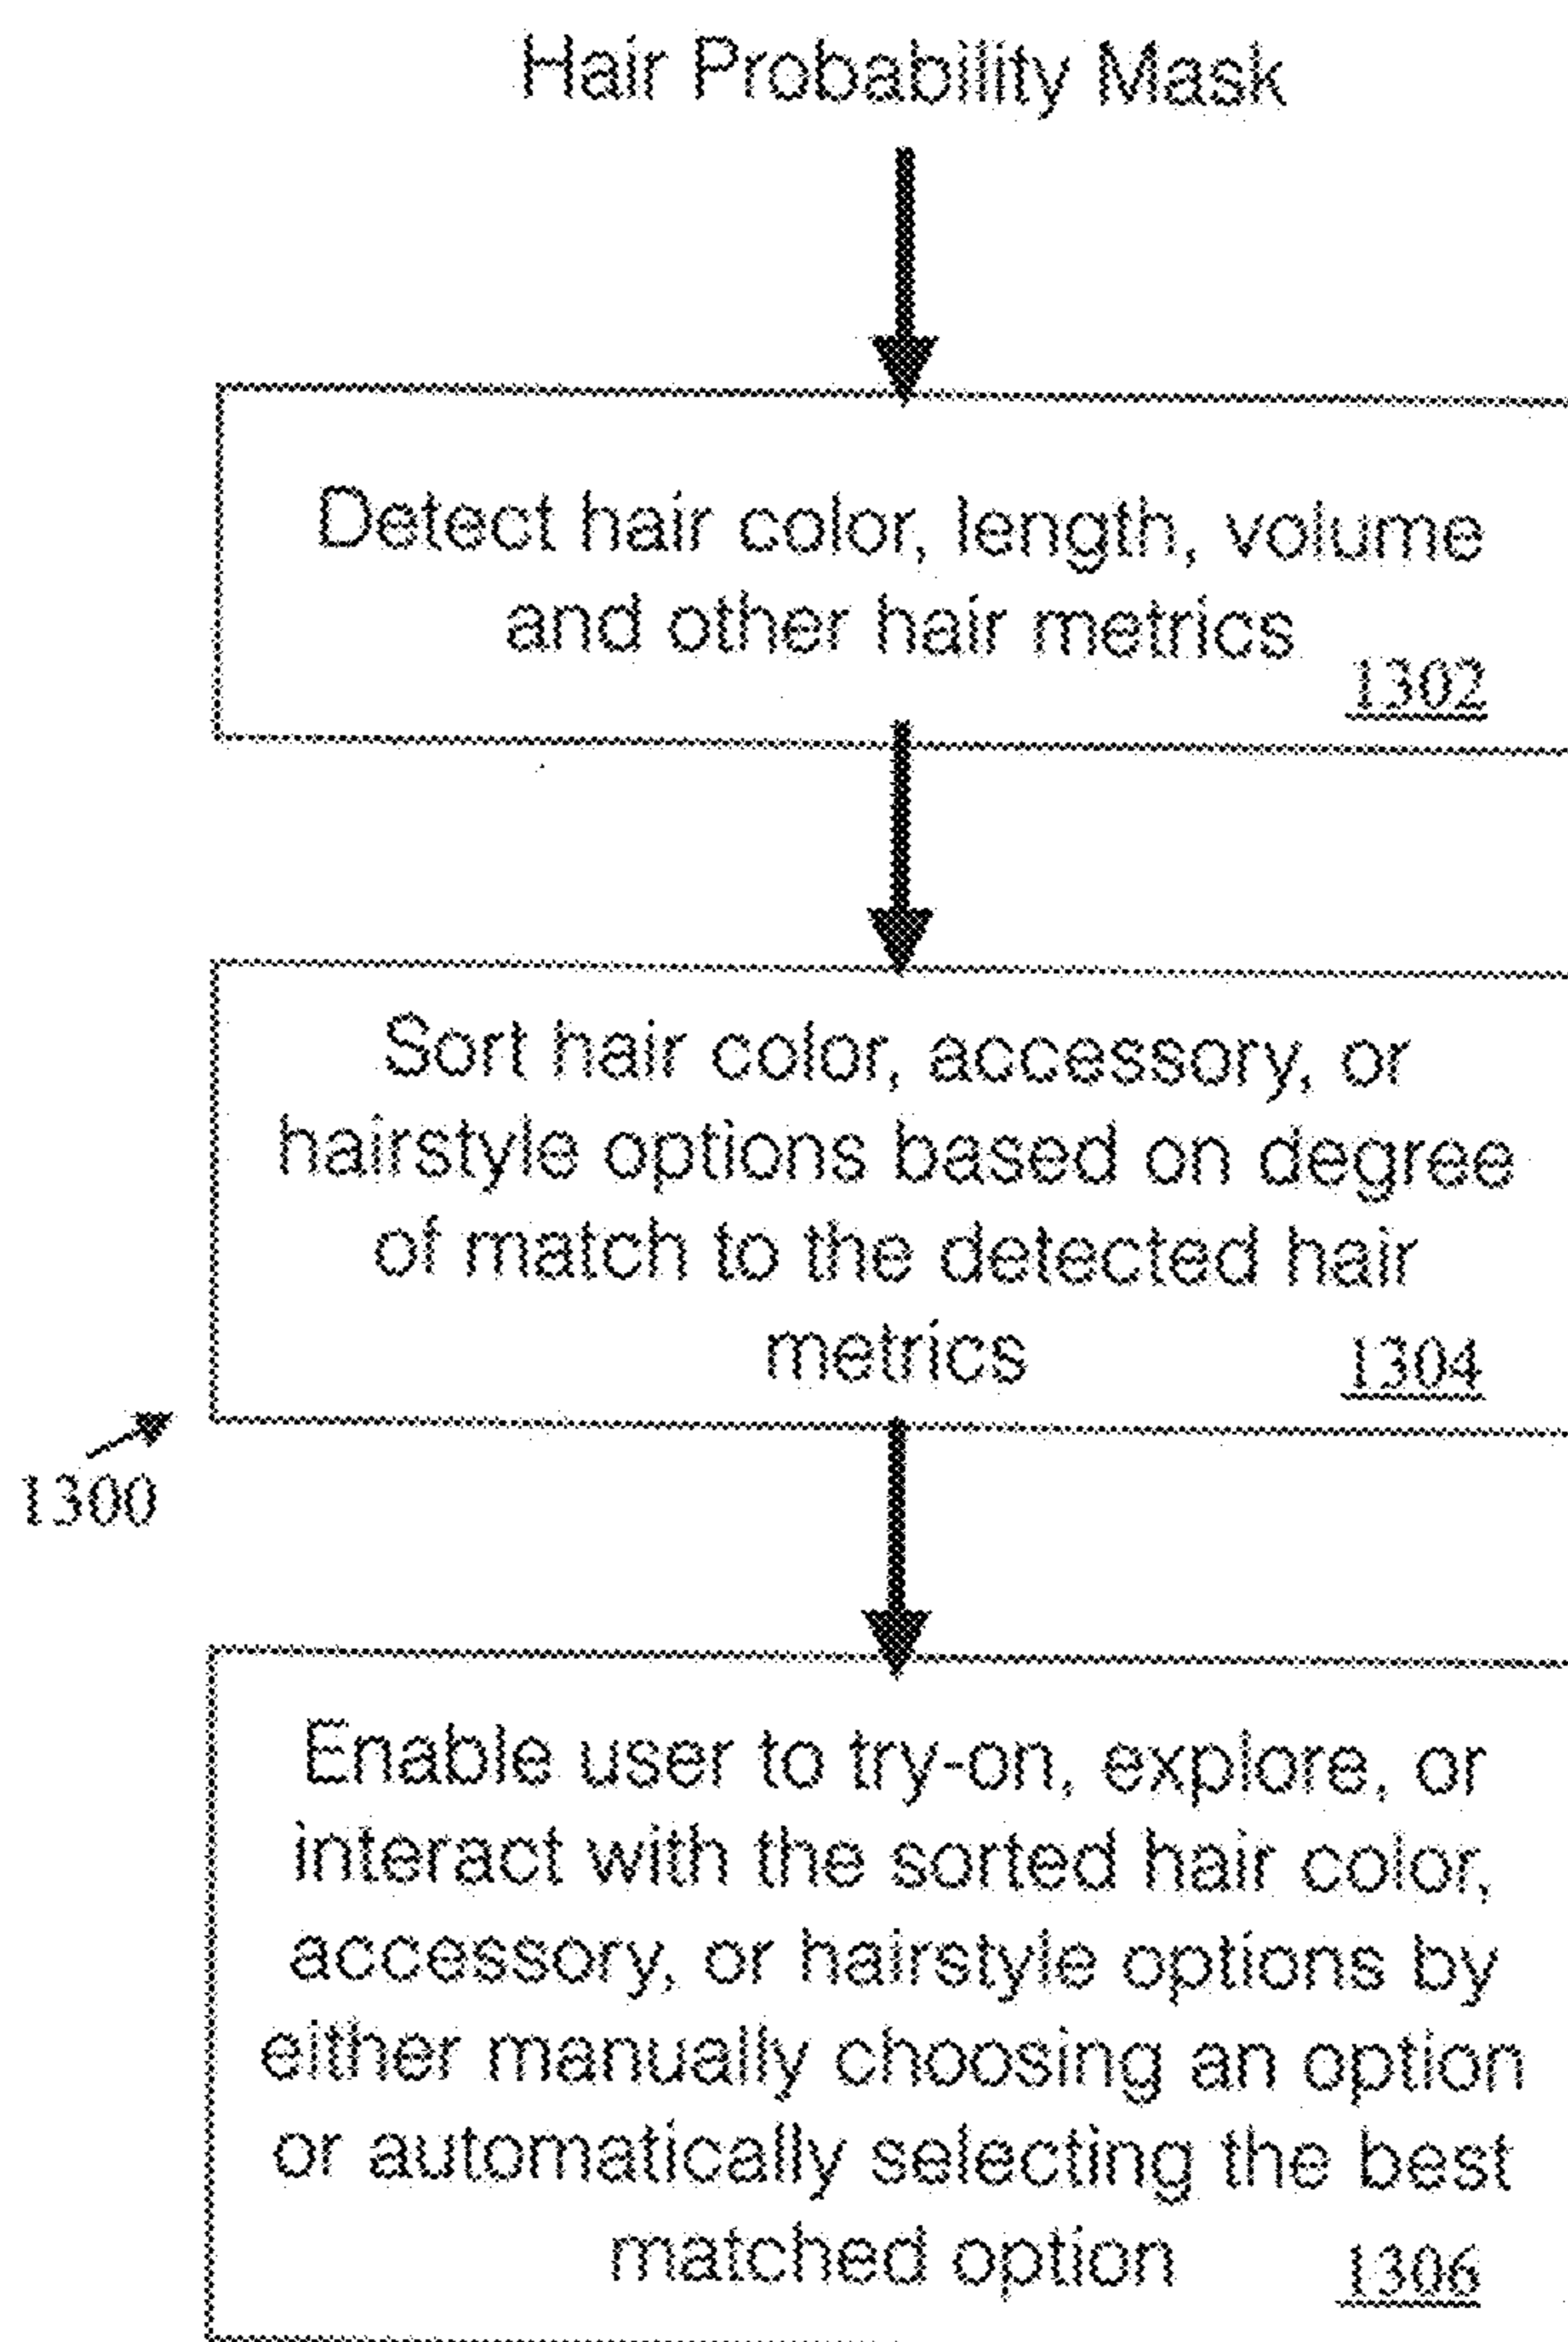 Hair Probability Mask
Detect hair color, length, volume
and other hair metrics
1302
Sort hair color, accessory, or
hairstyle options based on degree
of match to the detected hair
metrics
1304
1300
Enable user to try-on, explore, or
interact with the sorted hair color,
accessory, or hairstyle options by
either manually choosing an option
or automatically selecting the best
matched option
1306